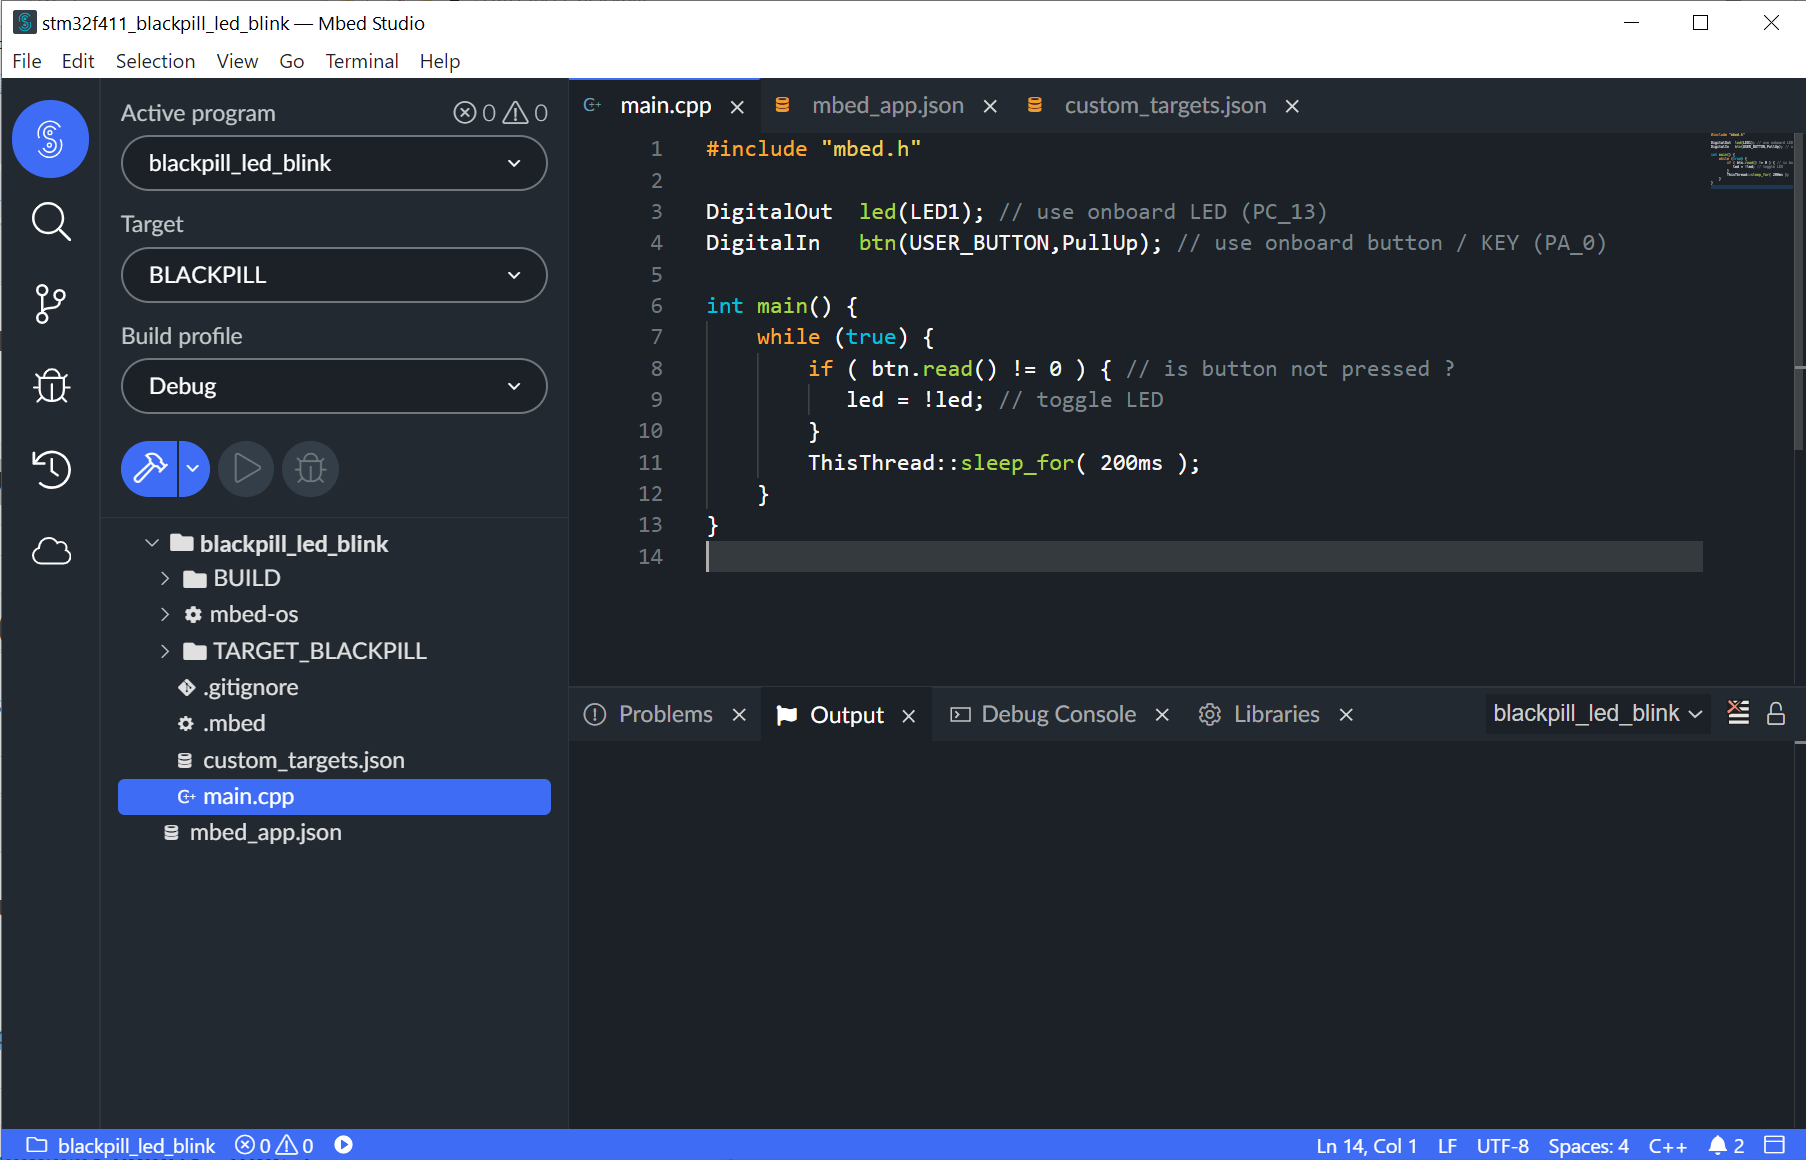 stm32f411_blackpill_led_blink — Mbed Studio
File Edit Selection View Go Terminal Help
Active program 0 0
blackpill_led_blink
Target
BLACKPILL
Build profile
Debug
blackpill_led_blink
BUILD
mbed-os
TARGET_BLACKPILL
.gitignore
.mbed
custom_targets.json
main.cpp
mbed_app.json
main.cpp mbed_app.json custom_targets.json
1 #include "mbed.h"
2
3 DigitalOut led(LED1); // use onboard LED (PC_13)
4 DigitalIn btn(USER_BUTTON,PullUp); // use onboard button / KEY (PA_0)
5
6 int main() {
7 while (true) {
8 if ( btn.read() != 0 ) { // is button not pressed ?
9 led = !led; // toggle LED
10 }
11 ThisThread::sleep_for( 200ms );
12 }
13 }
14
Problems Output Debug Console Libraries blackpill_led_blink
blackpill_led_blink 0 0 Ln 14, Col 1 LF UTF-8 Spaces: 4 C++ 2